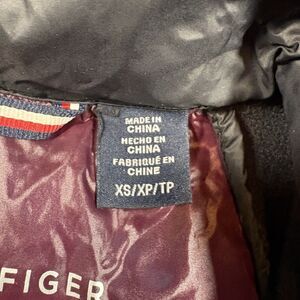 MADE IN
CHINA
HECHO EN
CHINA
FABRIQUÉ EN
CHINE
XS/XP/TP
FIGER